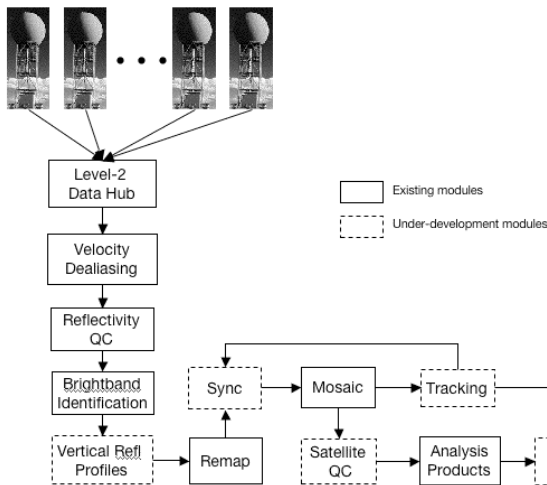 Level-2
Data Hub
Velocity
Dealiasing
Reflectivity
QC
Brightband
Identification
Vertical Refl
Profiles
Remap
Sync
Mosaic
Tracking
Satellite
QC
Analysis
Products
Existing modules
Under-development modules